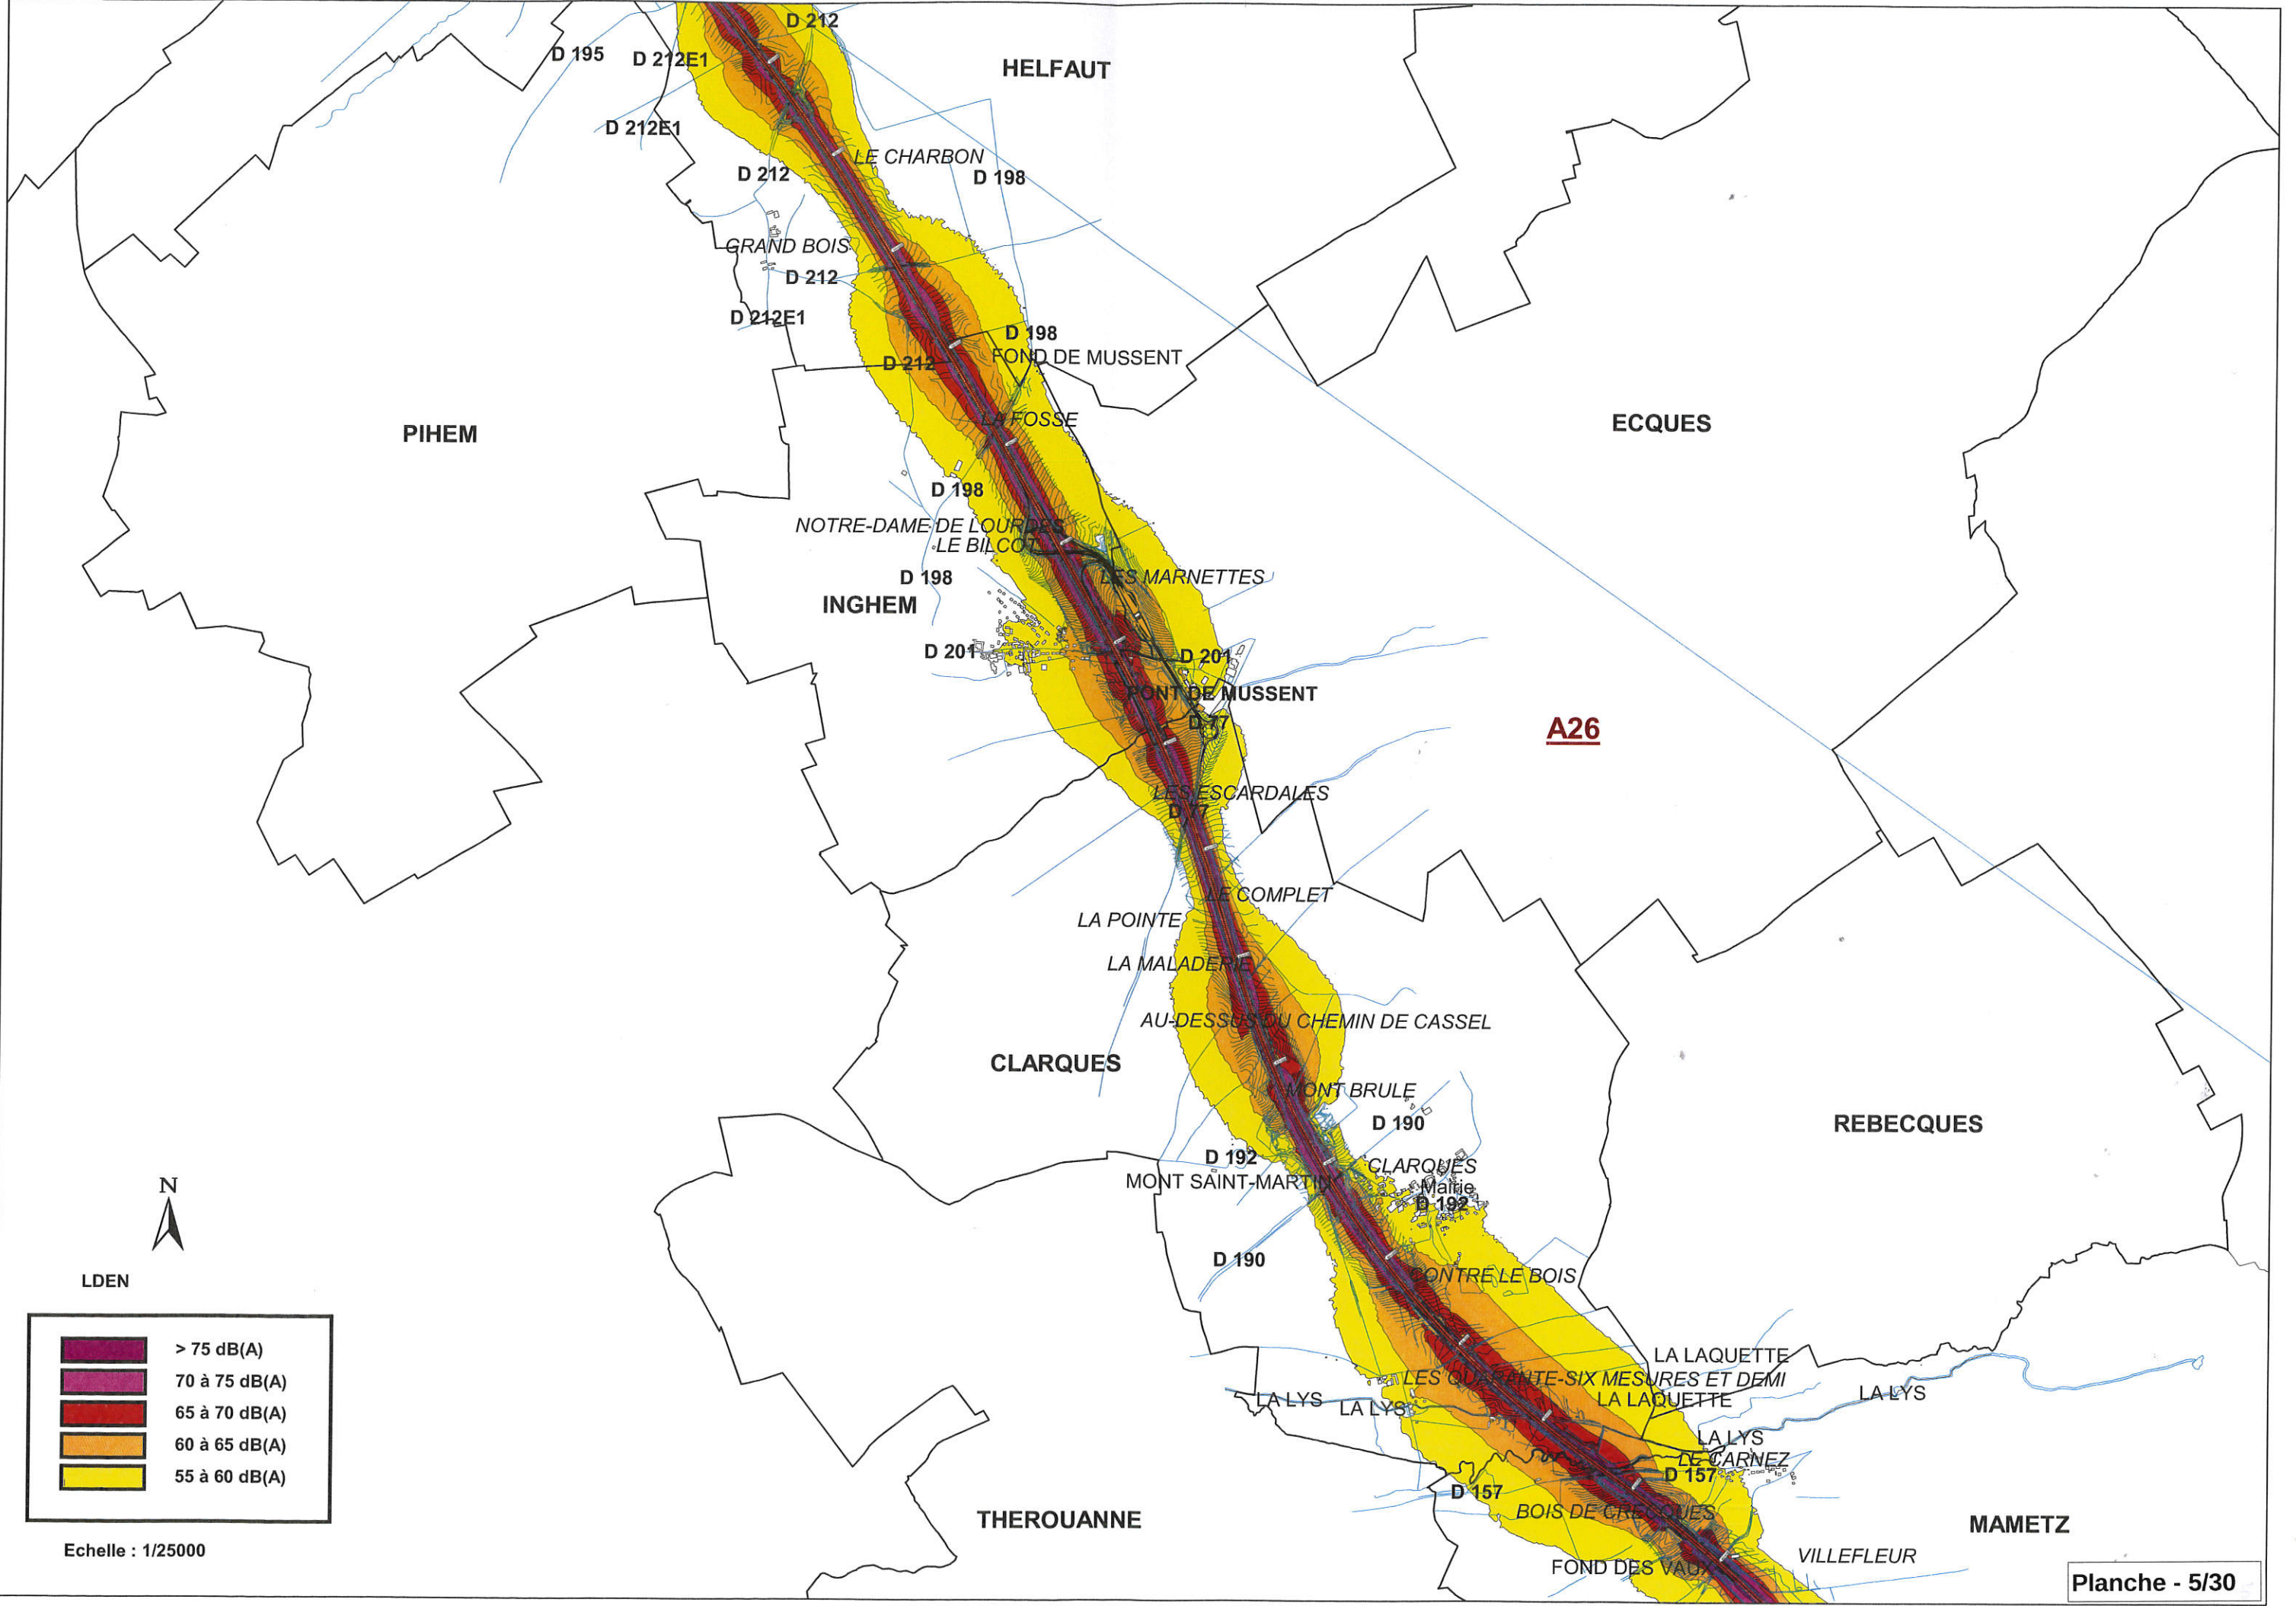 D 212
D 195
D 212E1
HELFAUT
D 212E1
LE CHARBON
D 212
D 198
GRAND BOIS
D 212
D 212E1
D 198
FOND DE MUSSENT
D 212
LA FOSSE
ECQUES
PIHEM
D 198
NOTRE-DAME DE LOURDES
LE BILCOT
D 198
LES MARNETTES
INGHEM
D 201
D 201
PONT DE MUSSENT
D 77
A26
LES ESCARDALES
D 77
LE COMPLET
LA POINTE
LA MALADERIE
AU-DESSUS DU CHEMIN DE CASSEL
CLARQUES
MONT BRULE
D 190
REBECQUES
D 192
CLARQUES
MONT SAINT-MARTIN
Mairie
D 192
D 190
CONTRE LE BOIS
LA LAQUETTE
LES QUARANTE-SIX MESURES ET DEMI
LA LYS
LA LYS
LA LAQUETTE
LA LYS
LA LYS
LE CARNEZ
D 157
D 157
BOIS DE CRECQUES
THEROUANNE
MAMETZ
FOND DES VAUX
VILLEFLEUR
N
LDEN
> 75 dB(A)
70 à 75 dB(A)
65 à 70 dB(A)
60 à 65 dB(A)
55 à 60 dB(A)
Echelle : 1/25000
Planche - 5/30